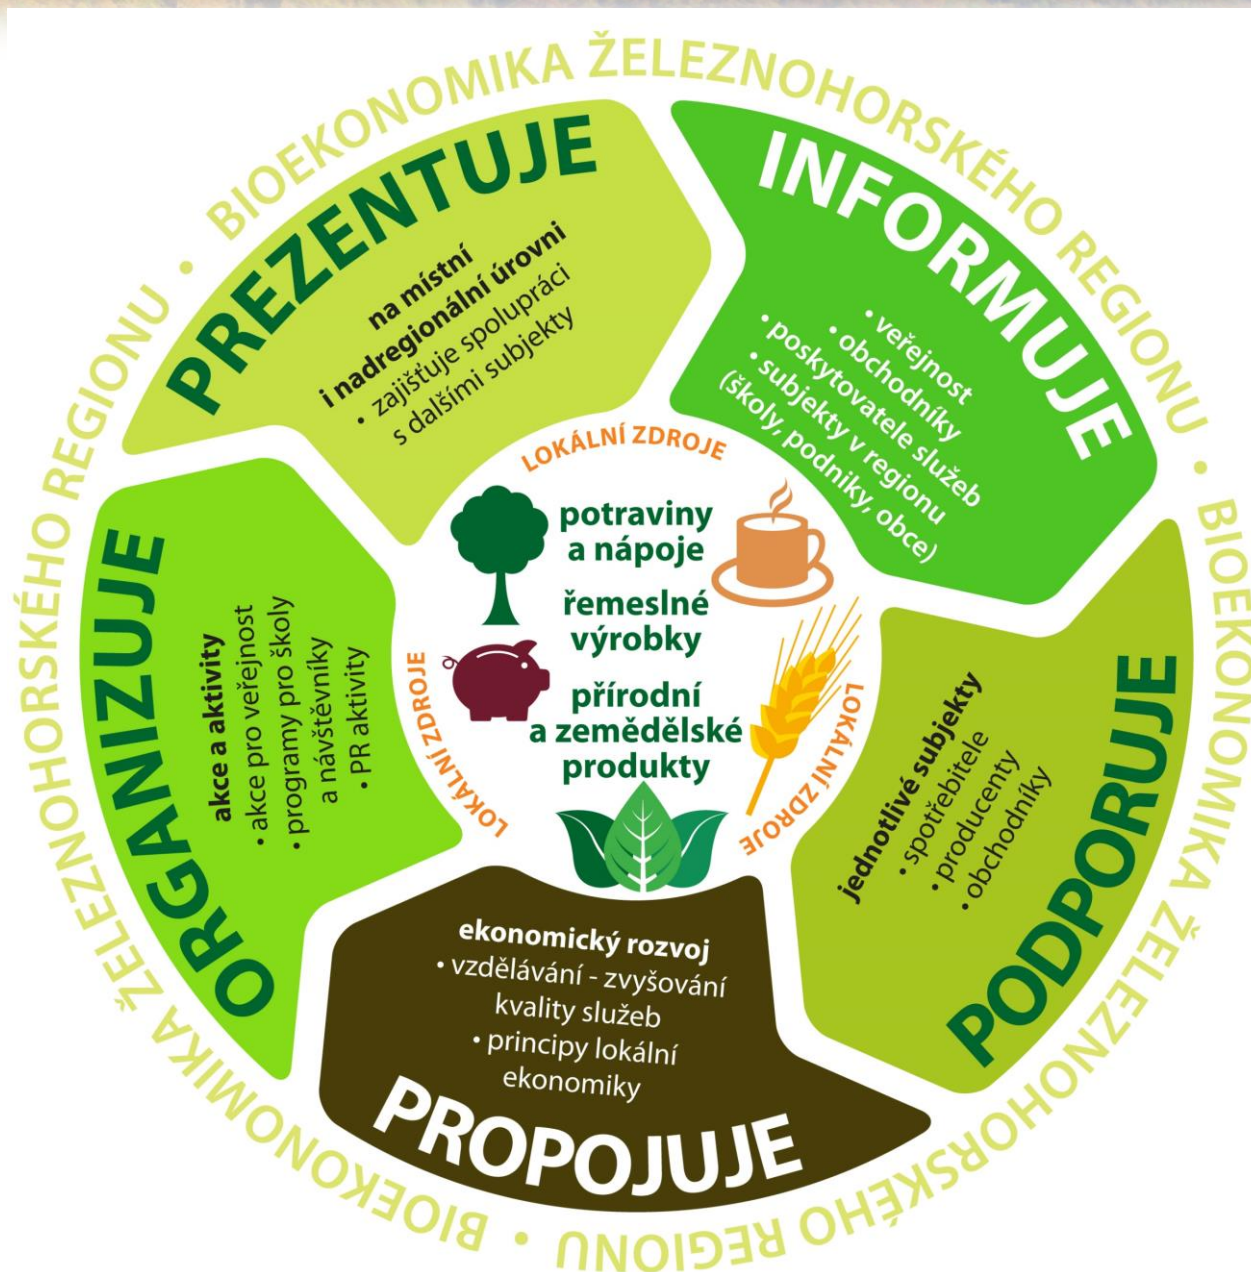 BIOEKONOMIKA ŽELEZNOHORSKÉHO REGIONU • BIOEKONOMIKA ŽELEZNOHORSKÉHO REGIONU • BIOEKONOMIKA ŽELEZNOHORSKÉHO REGIONU •
PREZENTUJE
na místní
i nadregionální úrovni
• zajišťuje spolupráci
s dalšími subjekty
INFORMUJE
• veřejnost
• obchodníky
• poskytovatele služeb
• subjekty v regionu
(školy, podniky, obce)
PODPORUJE
jednotlivé subjekty
• spotřebitele
• producenty
• obchodníky
ekonomický rozvoj
• vzdělávání - zvyšování
kvality služeb
• principy lokální
ekonomiky
PROPOJUJE
ORGANIZUJE
akce a aktivity
• akce pro veřejnost
• programy pro školy
a návštěvníky
• PR aktivity
LOKÁLNÍ ZDROJE
LOKÁLNÍ ZDROJE
LOKÁLNÍ ZDROJE
potraviny
a nápoje
řemeslné
výrobky
přírodní
a zemědělské
produkty